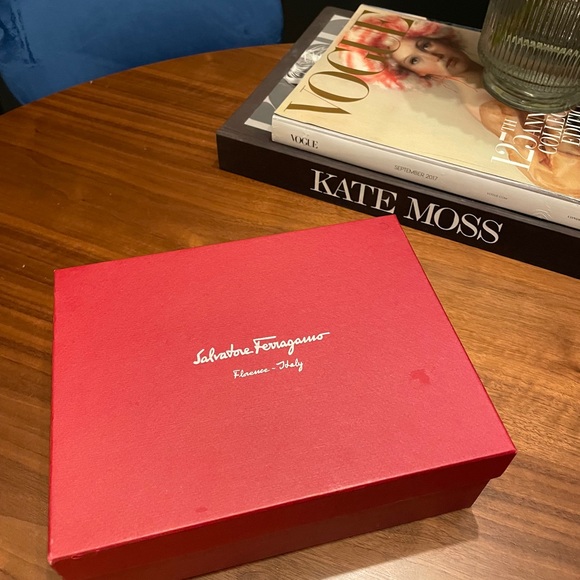 VOGUE
125TH
VOGUE
SEPTEMBER 2017
KATE MOSS
Salvatore Ferragamo
Florence - Italy